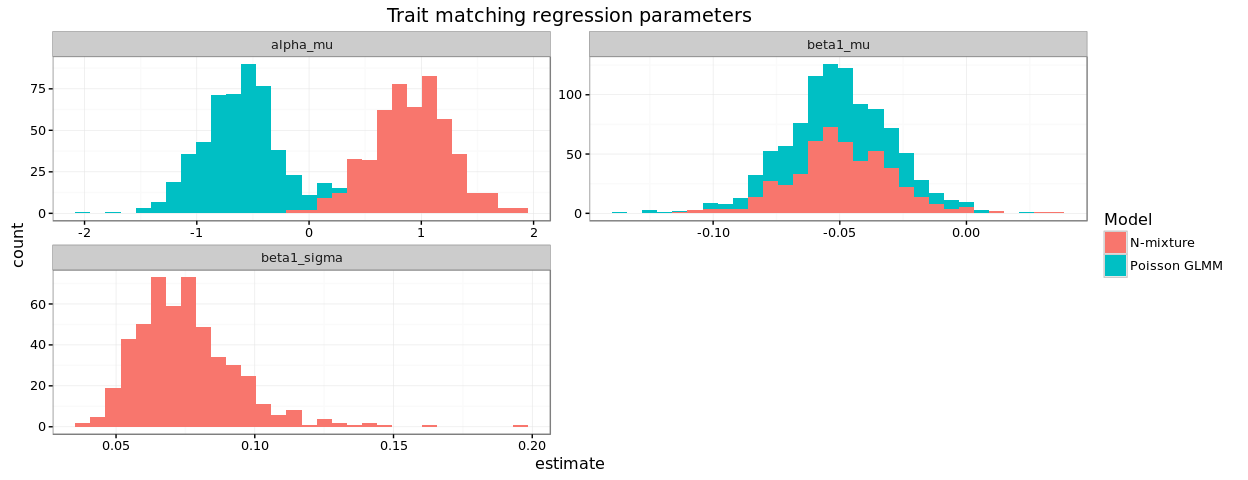 Trait matching regression parameters
alpha_mu
beta1_mu
75
50
25
0
-2 -1 0 1 2
100
50
0
-0.10 -0.05 0.00
count
beta1_sigma
60
40
20
0
0.05 0.10 0.15 0.20
estimate
Model
N-mixture
Poisson GLMM